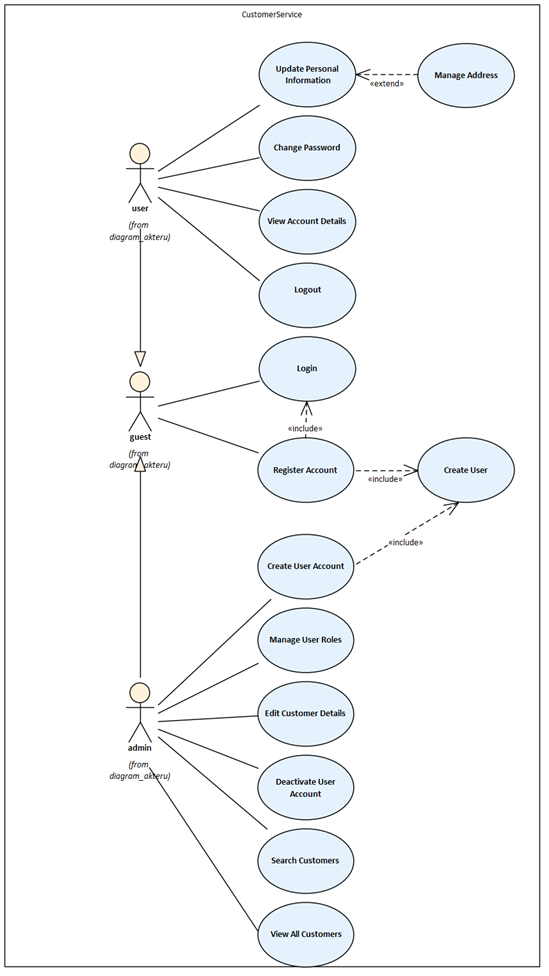 CustomerService
Update Personal
Information
Manage Address
«extend»
Change Password
user
(from
diagram_akteru)
View Account Details
Logout
Login
guest
(from
diagram_akteru)
«include»
Register Account
Create User
«include»
«include»
Create User Account
Manage User Roles
Edit Customer Details
admin
(from
diagram_akteru)
Deactivate User
Account
Search Customers
View All Customers